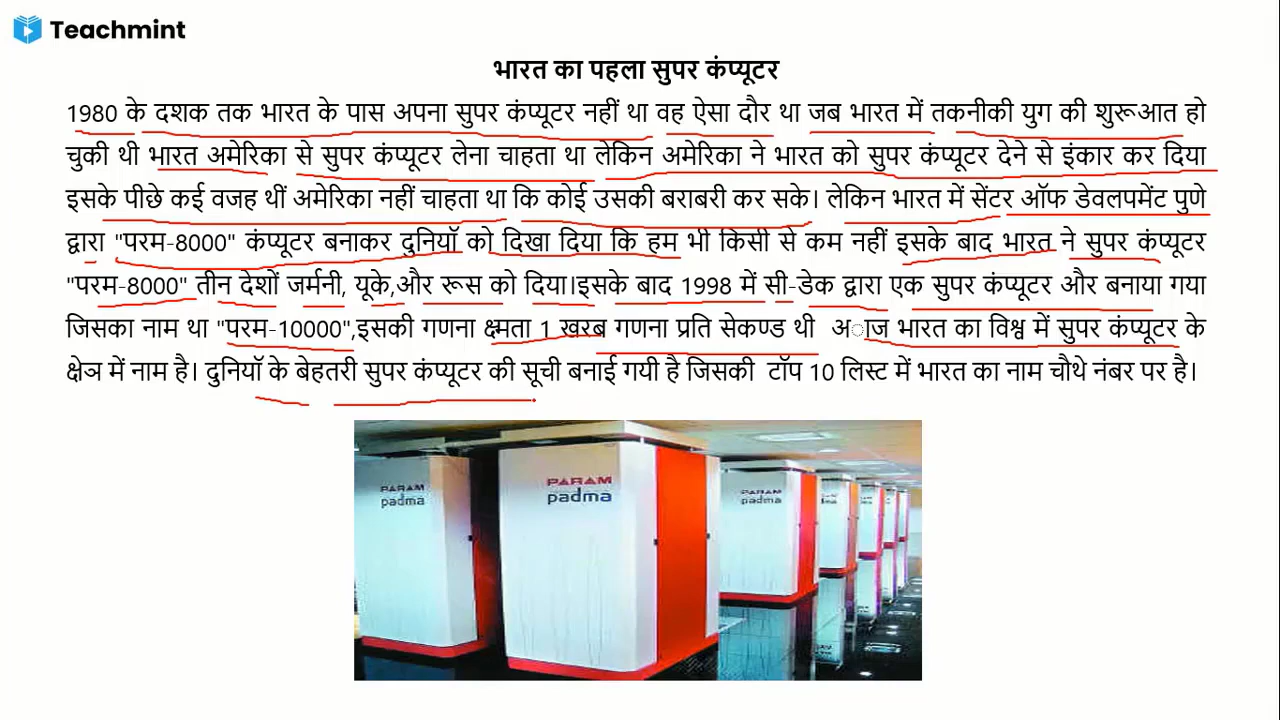 Teachmint
भारत का पहला सुपर कंप्यूटर
1980 के दशक तक भारत के पास अपना सुपर कंप्यूटर नहीं था वह ऐसा दौर था जब भारत में तकनीकी युग की शुरूआत हो
चुकी थी भारत अमेरिका से सुपर कंप्यूटर लेना चाहता था लेकिन अमेरिका ने भारत को सुपर कंप्यूटर देने से इंकार कर दिया
इसके पीछे कई वजह थीं अमेरिका नहीं चाहता था कि कोई उसकी बराबरी कर सके। लेकिन भारत में सेंटर ऑफ डेवलपमेंट पुणे
द्वारा "परम-8000" कंप्यूटर बनाकर दुनियॉ को दिखा दिया कि हम भी किसी से कम नहीं इसके बाद भारत ने सुपर कंप्यूटर
"परम-8000" तीन देशों जर्मनी, यूके,और रूस को दिया।इसके बाद 1998 में सी-डेक द्वारा एक सुपर कंप्यूटर और बनाया गया
जिसका नाम था "परम-10000",इसकी गणना क्ष्मता 1 खरब गणना प्रति सेकण्ड थी अाज भारत का विश्व में सुपर कंप्यूटर के
क्षेञ में नाम है। दुनियॉ के बेहतरी सुपर कंप्यूटर की सूची बनाई गयी है जिसकी टॉप 10 लिस्ट में भारत का नाम चौथे नंबर पर है।
PARAM padma
PARAM padma
PARAM padma